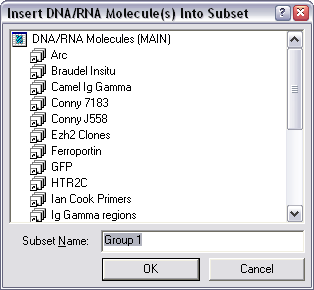 Insert DNA/RNA Molecule(s) Into Subset
DNA/RNA Molecules (MAIN)
Arc
Braudel Insitu
Camel Ig Gamma
Conny 7183
Conny J558
Ezh2 Clones
Ferroportin
GFP
HTR2C
Ian Cook Primers
Ig Gamma regions
Subset Name: Group 1
OK Cancel